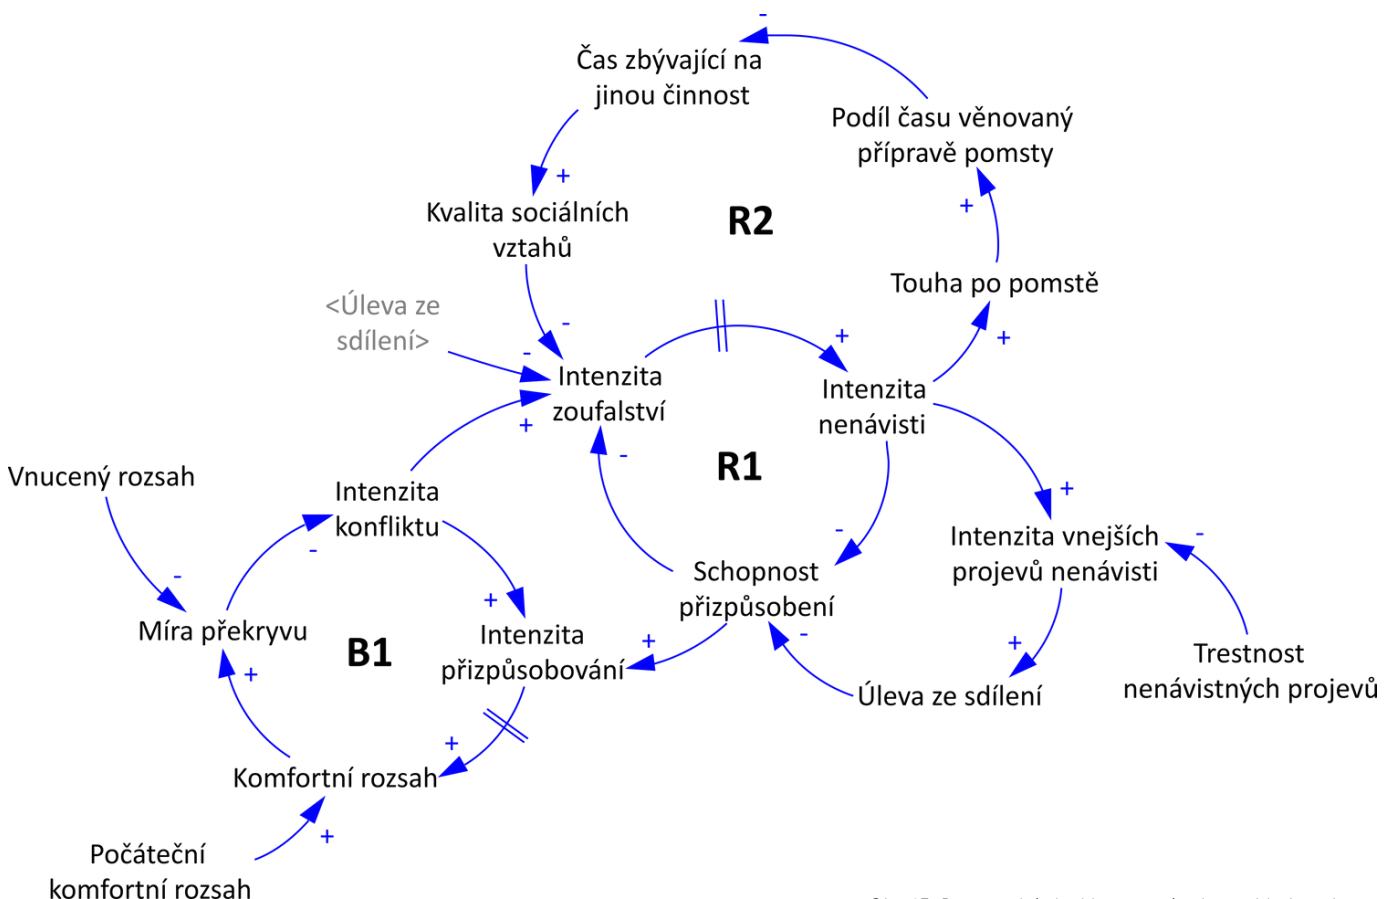 -
Čas zbývající na
jinou činnost
Podíl času věnovaný
přípravě pomsty
+
Kvalita sociálních
vztahů
R2
+
Touha po pomstě
<Úleva ze
sdílení>
-
-
+
+
Intenzita
zoufalství
Intenzita
nenávisti
+
-
R1
Vnucený rozsah
Intenzita
konfliktu
+
-
-
Intenzita vnejších
projevů nenávisti
-
-
Schopnost
přizpůsobení
+
Míra překryvu
B1
Intenzita
přizpůsobování
+
-
+
Trestnost
nenávistných projevů
+
Úleva ze sdílení
+
Komfortní rozsah
+
Počáteční
komfortní rozsah